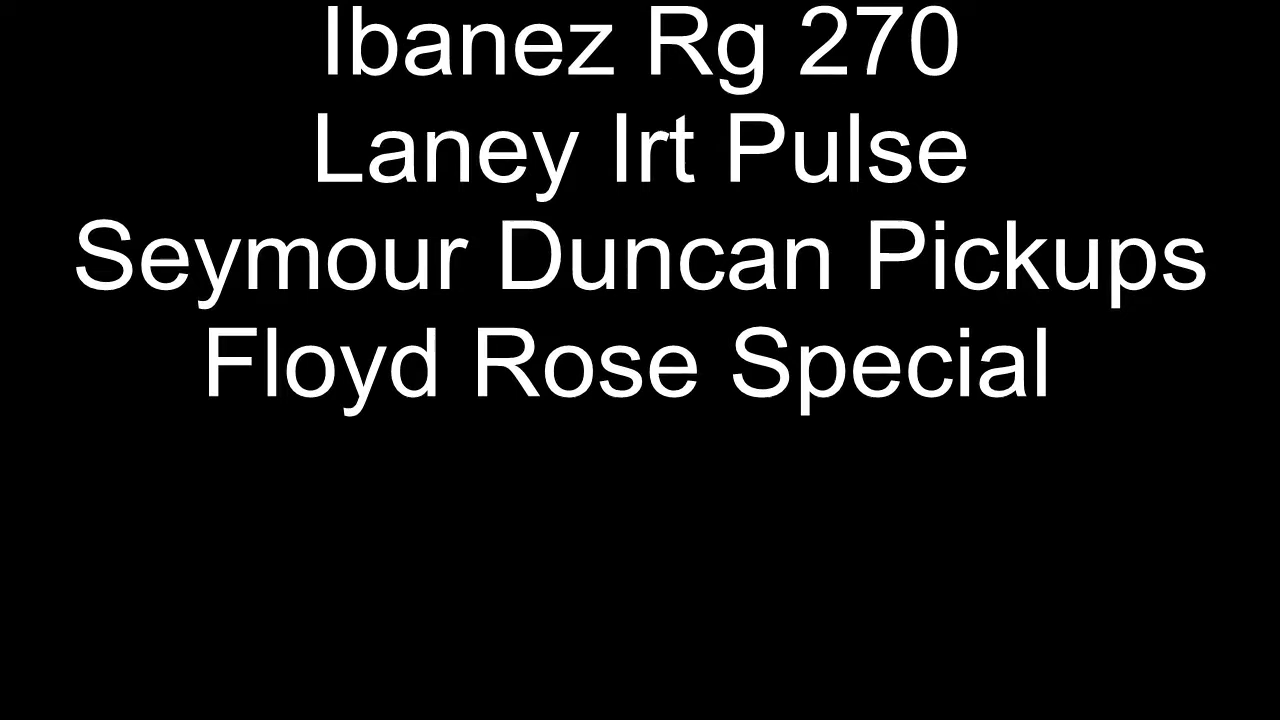 Ibanez Rg 270
Laney Irt Pulse
Seymour Duncan Pickups
Floyd Rose Special